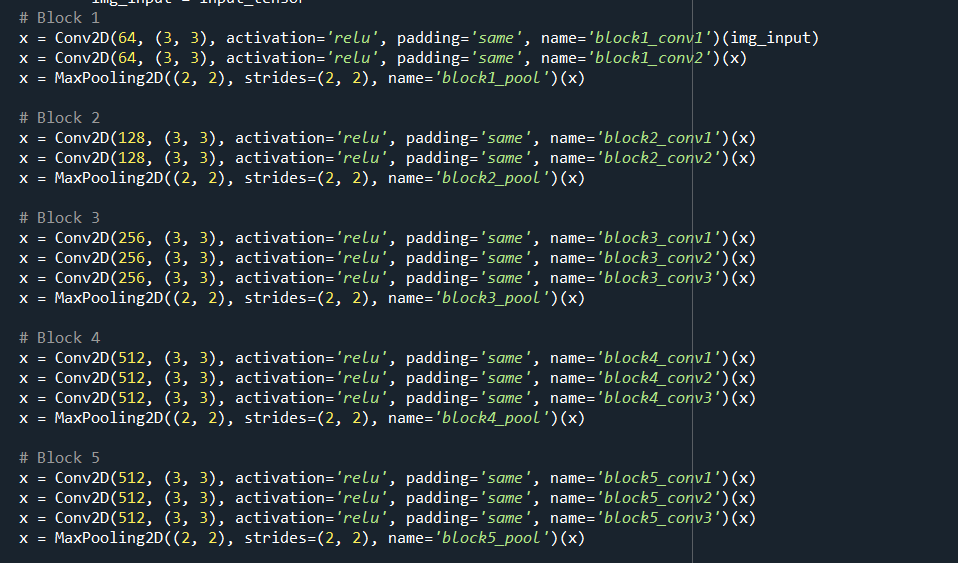 img_input = input_tensor
# Block 1
x = Conv2D(64, (3, 3), activation='relu', padding='same', name='block1_conv1')(img_input)
x = Conv2D(64, (3, 3), activation='relu', padding='same', name='block1_conv2')(x)
x = MaxPooling2D((2, 2), strides=(2, 2), name='block1_pool')(x)

# Block 2
x = Conv2D(128, (3, 3), activation='relu', padding='same', name='block2_conv1')(x)
x = Conv2D(128, (3, 3), activation='relu', padding='same', name='block2_conv2')(x)
x = MaxPooling2D((2, 2), strides=(2, 2), name='block2_pool')(x)

# Block 3
x = Conv2D(256, (3, 3), activation='relu', padding='same', name='block3_conv1')(x)
x = Conv2D(256, (3, 3), activation='relu', padding='same', name='block3_conv2')(x)
x = Conv2D(256, (3, 3), activation='relu', padding='same', name='block3_conv3')(x)
x = MaxPooling2D((2, 2), strides=(2, 2), name='block3_pool')(x)

# Block 4
x = Conv2D(512, (3, 3), activation='relu', padding='same', name='block4_conv1')(x)
x = Conv2D(512, (3, 3), activation='relu', padding='same', name='block4_conv2')(x)
x = Conv2D(512, (3, 3), activation='relu', padding='same', name='block4_conv3')(x)
x = MaxPooling2D((2, 2), strides=(2, 2), name='block4_pool')(x)

# Block 5
x = Conv2D(512, (3, 3), activation='relu', padding='same', name='block5_conv1')(x)
x = Conv2D(512, (3, 3), activation='relu', padding='same', name='block5_conv2')(x)
x = Conv2D(512, (3, 3), activation='relu', padding='same', name='block5_conv3')(x)
x = MaxPooling2D((2, 2), strides=(2, 2), name='block5_pool')(x)